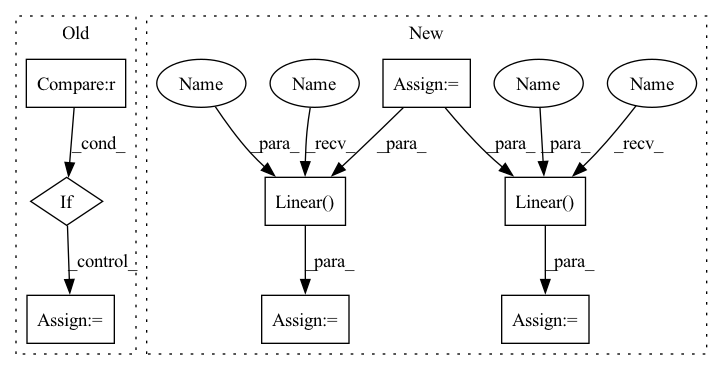 Old
New
Compare:r
Name
Name
Assign:=
Name
Name
_cond_
_para_
_recv_
_para_
_para_
_para_
_recv_
If
Linear()
Linear()
_control_
_para_
_para_
Assign:=
Assign:=
Assign:=